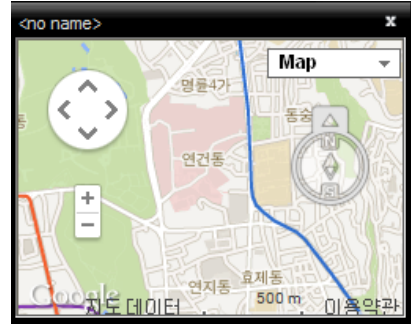 <no name>
x
Map
명륜4가
동숭
N
연건동
S
+
-
연지동
효제동
Google
지도 데이터
500 m
이용약관